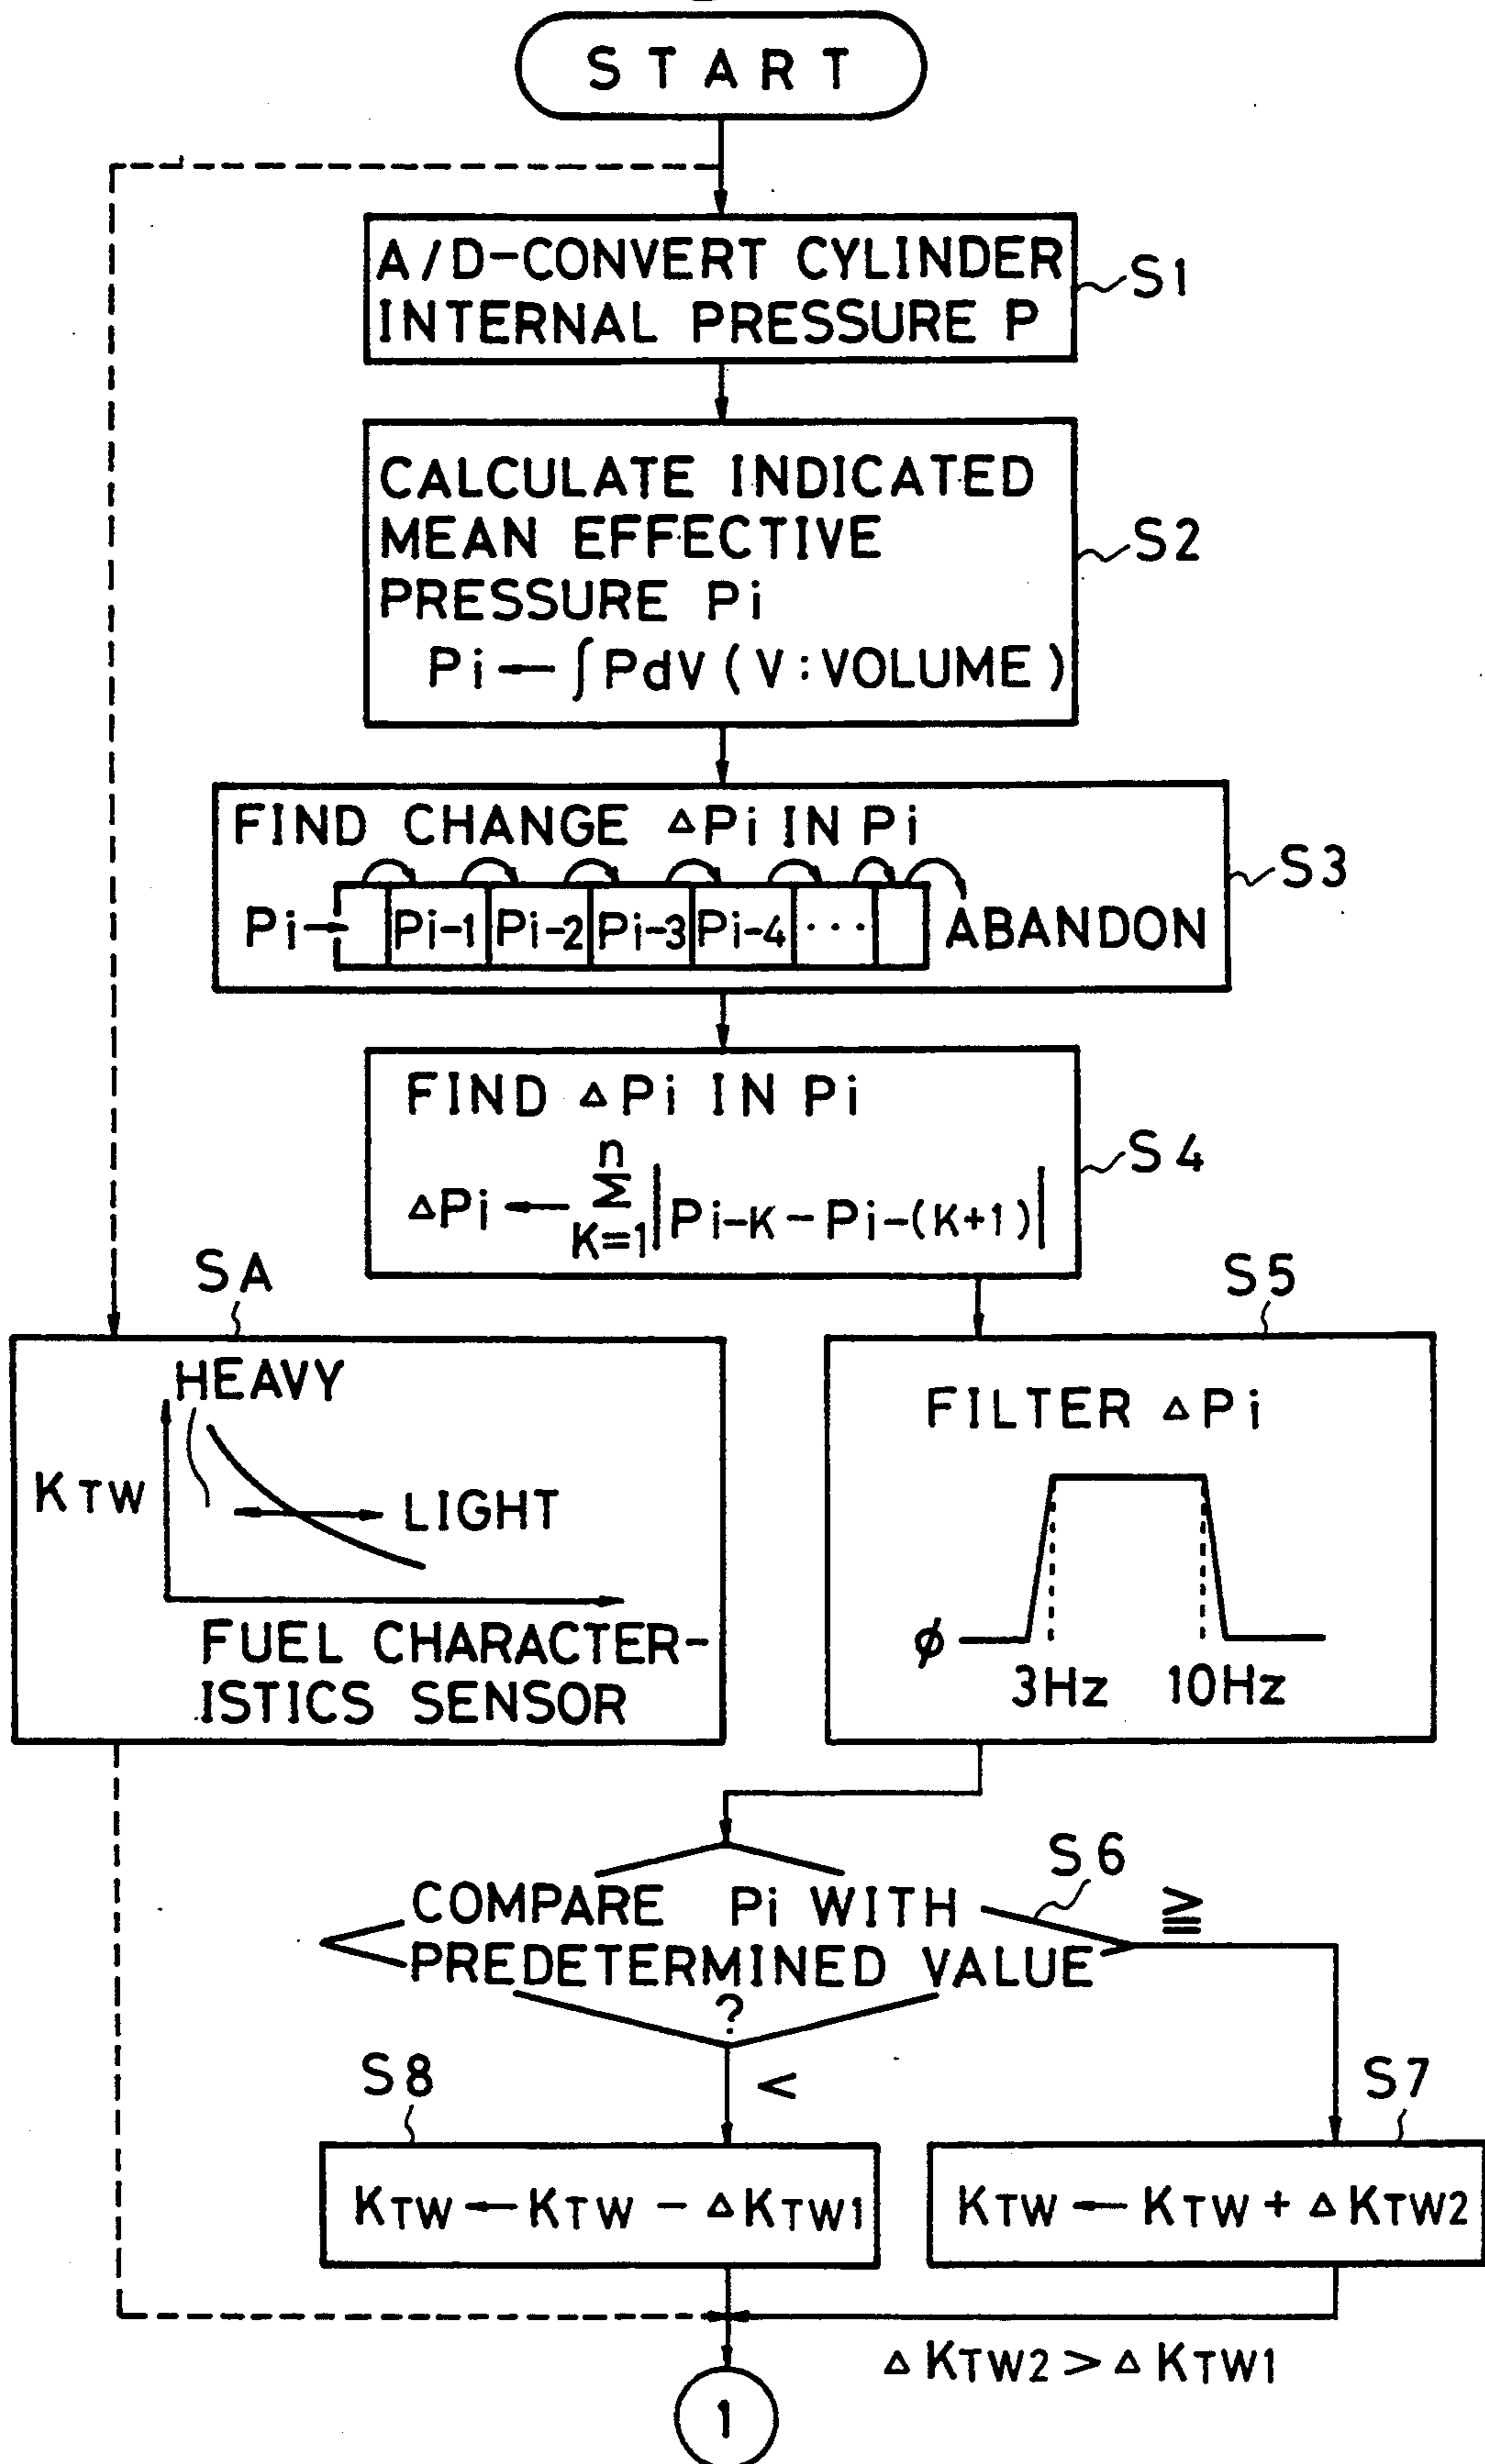 START
A/D-CONVERT CYLINDER
INTERNAL PRESSURE P
S1
CALCULATE INDICATED
MEAN EFFECTIVE
PRESSURE Pi
Pi ← ∫PdV (V:VOLUME)
S2
FIND CHANGE ΔPi IN Pi
Pi→ Pi-1 Pi-2 Pi-3 Pi-4 ... ABANDON
S3
FIND ΔPi IN Pi
n
ΔPi ← Σ |Pi-K - Pi-(K+1)|
K=1
S4
SA
HEAVY
KTW
LIGHT
FUEL CHARACTER-
ISTICS SENSOR
S5
FILTER ΔPi
φ
3Hz 10Hz
S6
COMPARE Pi WITH
PREDETERMINED VALUE
?
≧
<
S8
KTW ← KTW - ΔKTW1
S7
KTW ← KTW + ΔKTW2
ΔKTW2 > ΔKTW1
1